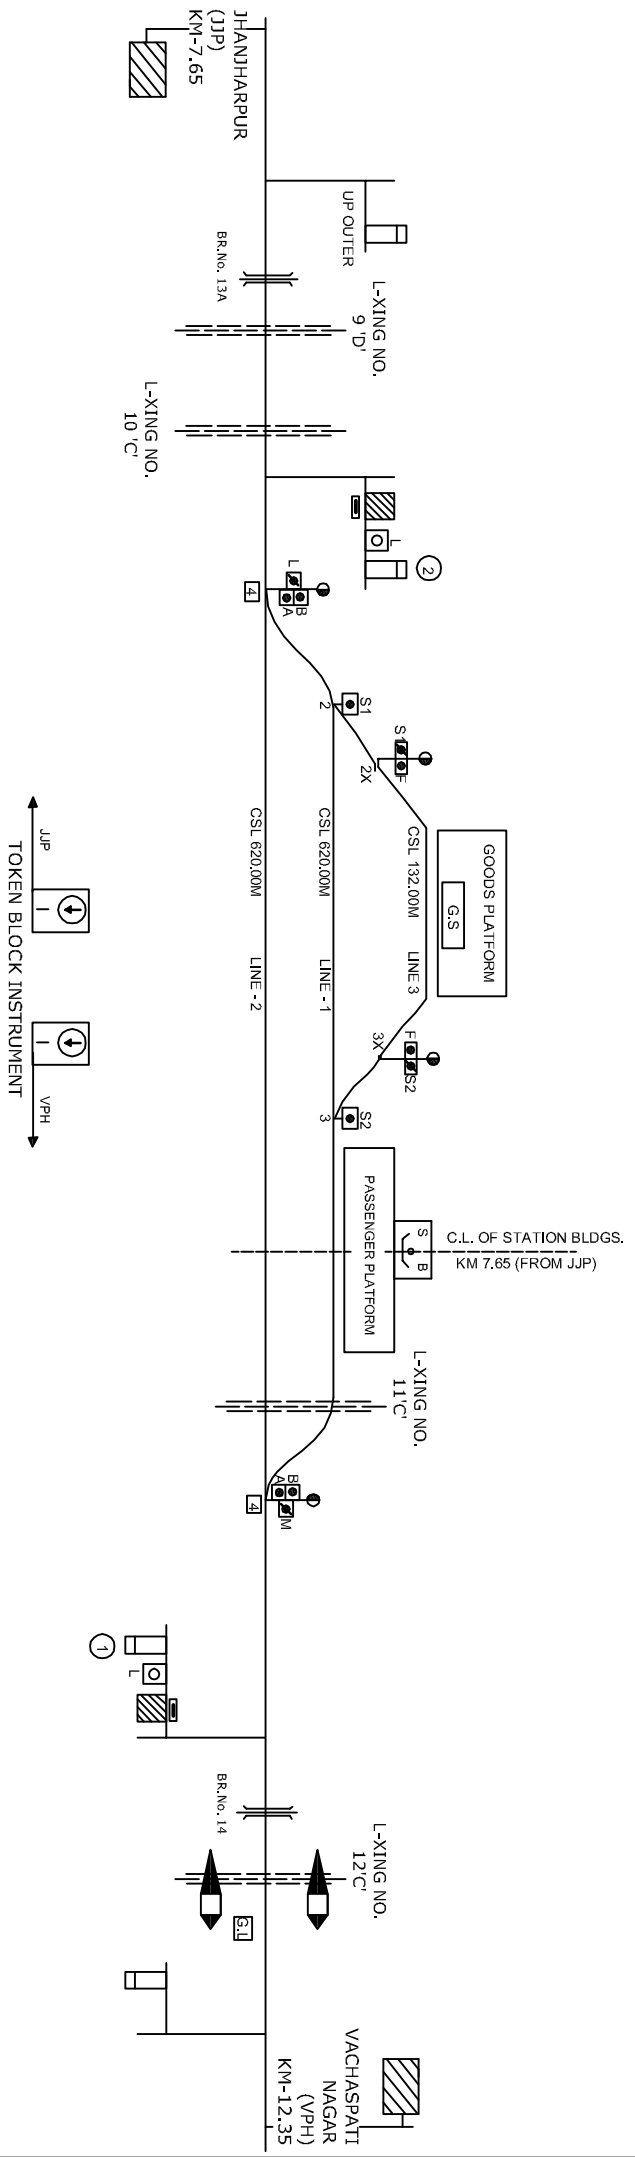 JHANJHARPUR
(JJP)
KM-7.65
UP OUTER
BR.No. 13A
L-XING NO.
9 'D'
L-XING NO.
10 'C'
L
2
L
A
B
4
2
S1
2X
S1
F
GOODS PLATFORM
G.S
CSL 132.00M
LINE 3
CSL 620.00M
LINE - 1
CSL 620.00M
LINE - 2
JJP
TOKEN BLOCK INSTRUMENT
VPH
3X
F
S2
3
S2
PASSENGER PLATFORM
S
B
C.L. OF STATION BLDGS.
KM 7.65 (FROM JJP)
L-XING NO.
11'C'
A
B
M
4
1
L
BR.No. 14
L-XING NO.
12'C'
G.L
VACHASPATI
NAGAR
(VPH)
KM-12.35